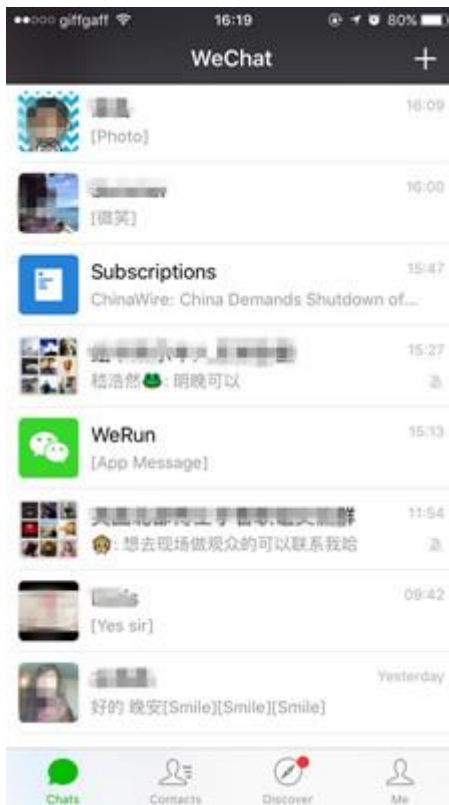 giffgaff 16:19 80%
WeChat
16:09
[Photo]
16:00
[微笑]
Subscriptions 15:47
ChinaWire: China Demands Shutdown of...
15:27
嵇浩然🐸: 明晚可以
WeRun 15:13
[App Message]
11:54
🐵: 想去现场做观众的可以联系我哈
09:42
[Yes sir]
Yesterday
好的 晚安[Smile][Smile][Smile]
Chats Contacts Discover Me